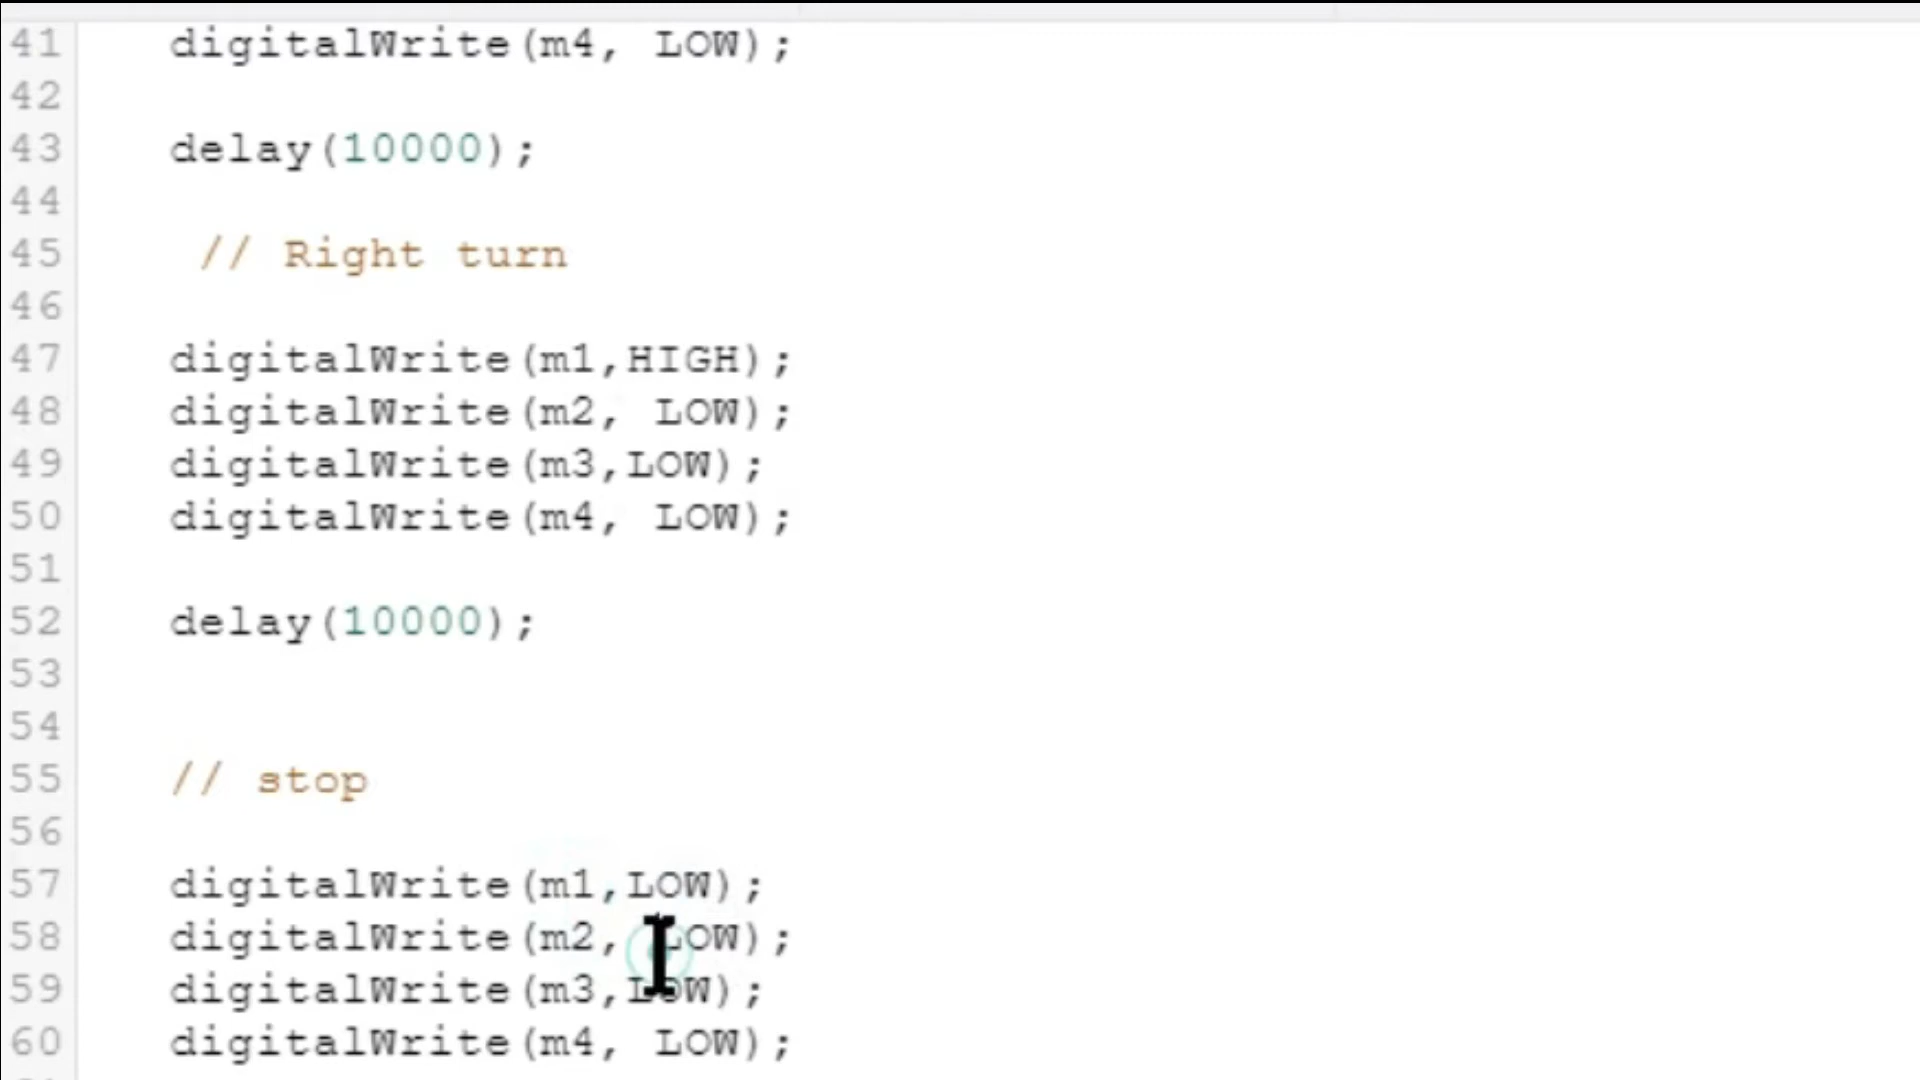 41 digitalWrite(m4, LOW);
42
43 delay(10000);
44
45 // Right turn
46
47 digitalWrite(m1,HIGH);
48 digitalWrite(m2, LOW);
49 digitalWrite(m3,LOW);
50 digitalWrite(m4, LOW);
51
52 delay(10000);
53
54
55 // stop
56
57 digitalWrite(m1,LOW);
58 digitalWrite(m2, LOW);
59 digitalWrite(m3,LOW);
60 digitalWrite(m4, LOW);